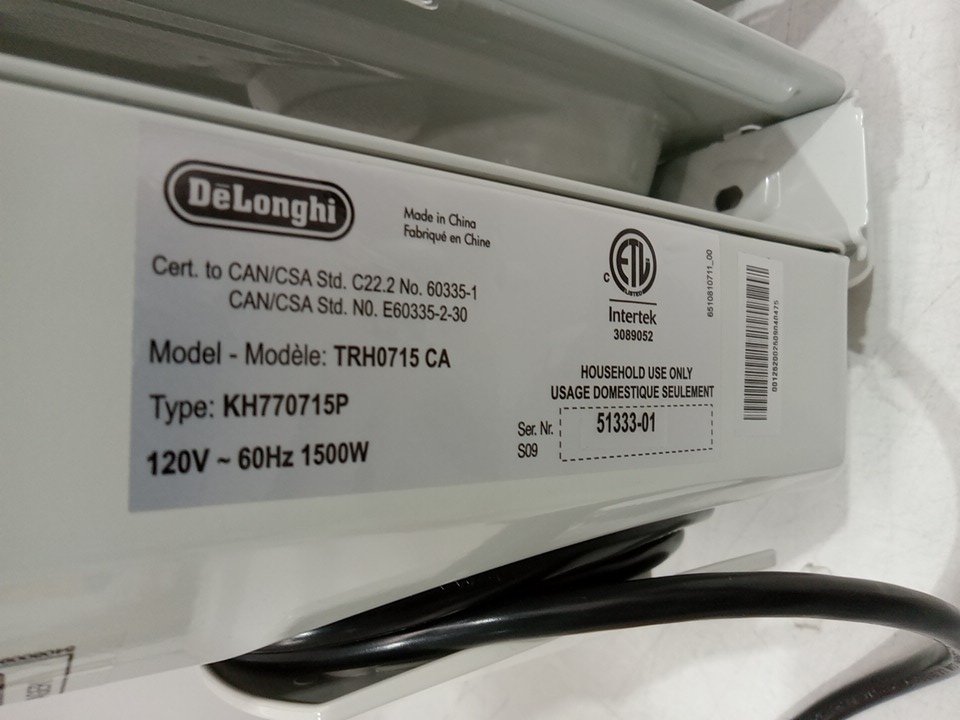 DēLonghi
Made in China
Fabriqué en Chine
Cert. to CAN/CSA Std. C22.2 No. 60335-1
CAN/CSA Std. N0. E60335-2-30
Model - Modèle: TRH0715 CA
Type: KH770715P
120V ~ 60Hz 1500W
C
ETL
LISTED
Intertek
3089052
6510810711_00
HOUSEHOLD USE ONLY
USAGE DOMESTIQUE SEULEMENT
Ser. Nr.
S09
51333-01